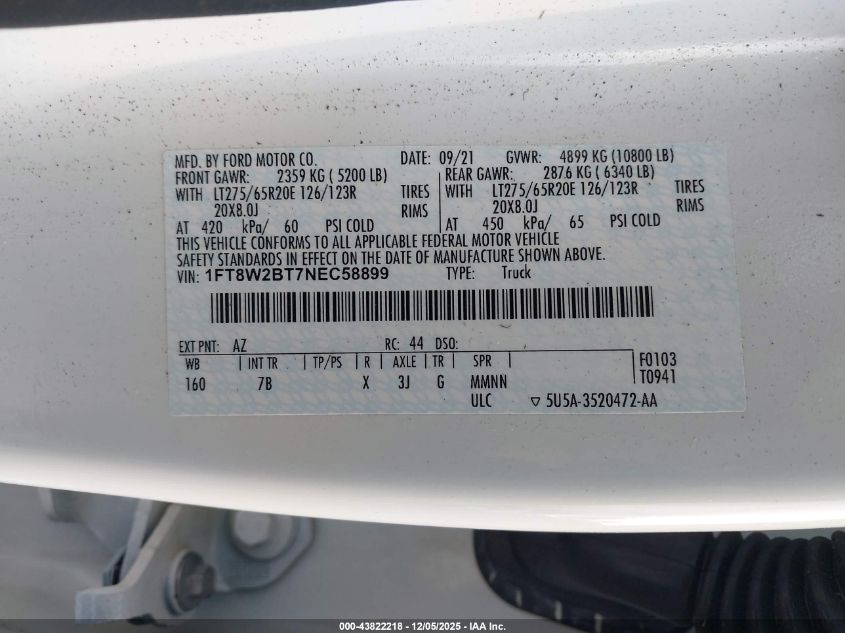 MFD. BY FORD MOTOR CO. DATE: 09/21 GVWR: 4899 KG (10800 LB)
FRONT GAWR: 2359 KG ( 5200 LB) REAR GAWR: 2876 KG ( 6340 LB)
WITH LT275/65R20E 126/123R TIRES WITH LT275/65R20E 126/123R TIRES
20X8.0J RIMS 20X8.0J RIMS
AT 420 kPa/ 60 PSI COLD AT 450 kPa/ 65 PSI COLD
THIS VEHICLE CONFORMS TO ALL APPLICABLE FEDERAL MOTOR VEHICLE
SAFETY STANDARDS IN EFFECT ON THE DATE OF MANUFACTURE SHOWN ABOVE.
VIN: 1FT8W2BT7NEC58899 TYPE: Truck
EXT PNT: AZ RC: 44 DSO:
WB INT TR TP/PS R AXLE TR SPR F0103
160 7B X 3J G MMNN T0941
ULC ▽ 5U5A-3520472-AA
000-43822218 - 12/05/2025 - IAA Inc.